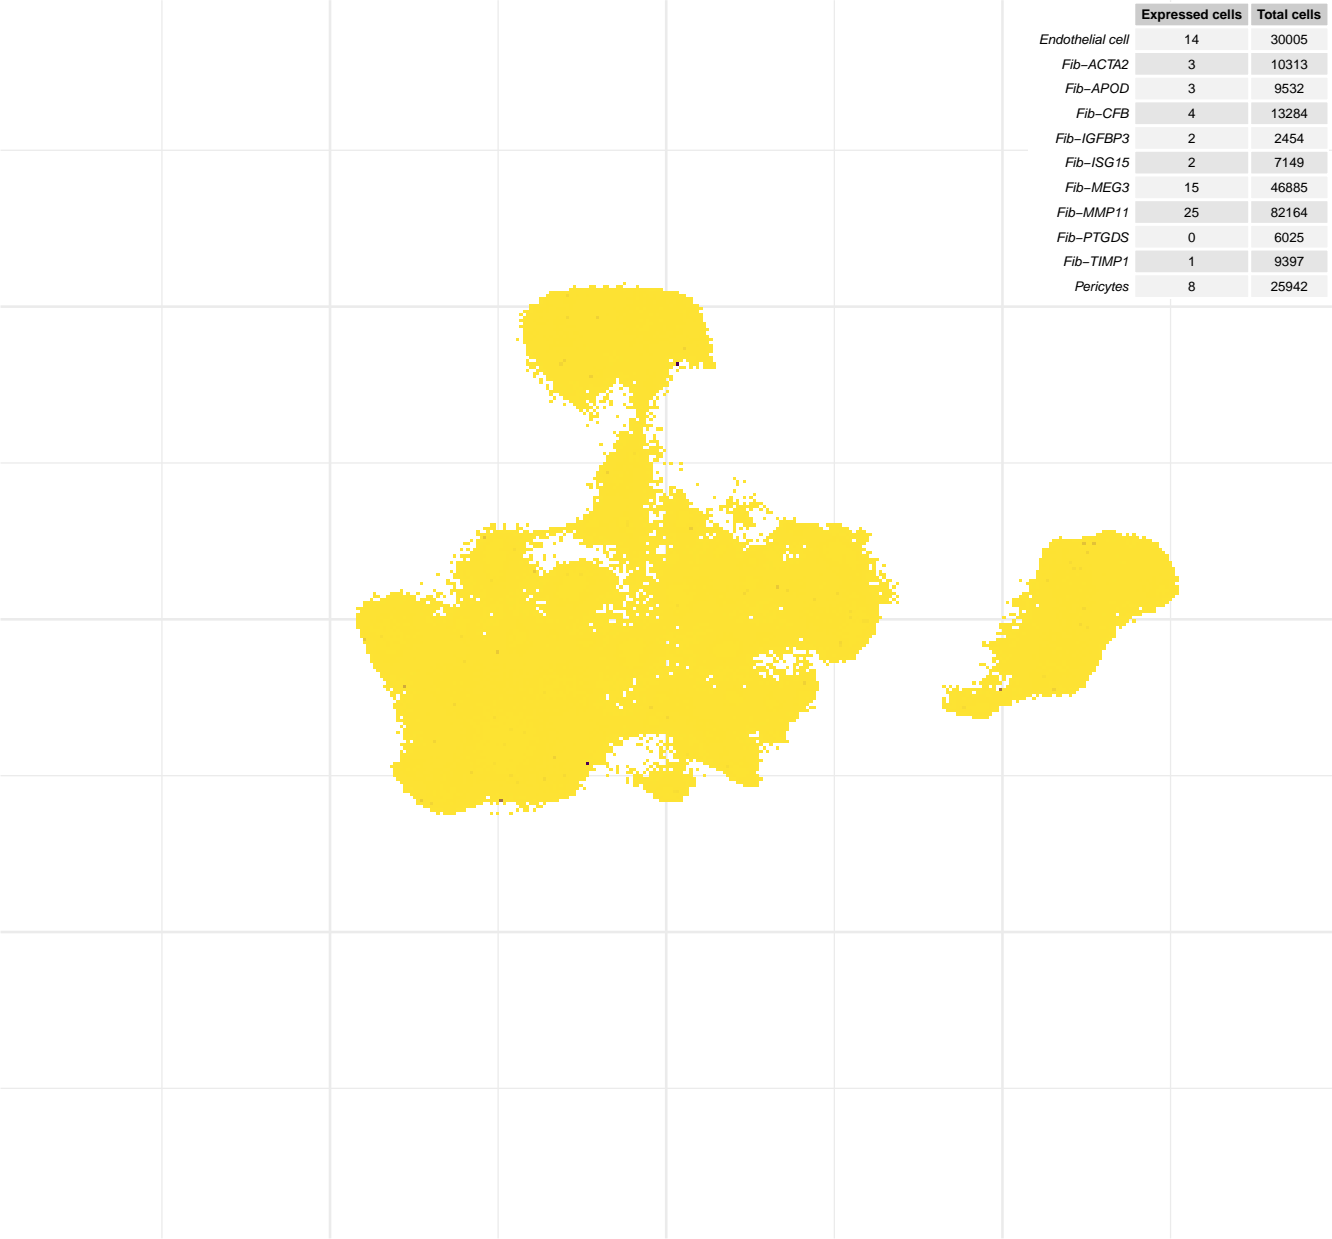 Expressed cells Total cells
Endothelial cell 14 30005
Fib−ACTA2 3 10313
Fib−APOD 3 9532
Fib−CFB 4 13284
Fib−IGFBP3 2 2454
Fib−ISG15 2 7149
Fib−MEG3 15 46885
Fib−MMP11 25 82164
Fib−PTGDS 0 6025
Fib−TIMP1 1 9397
Pericytes 8 25942